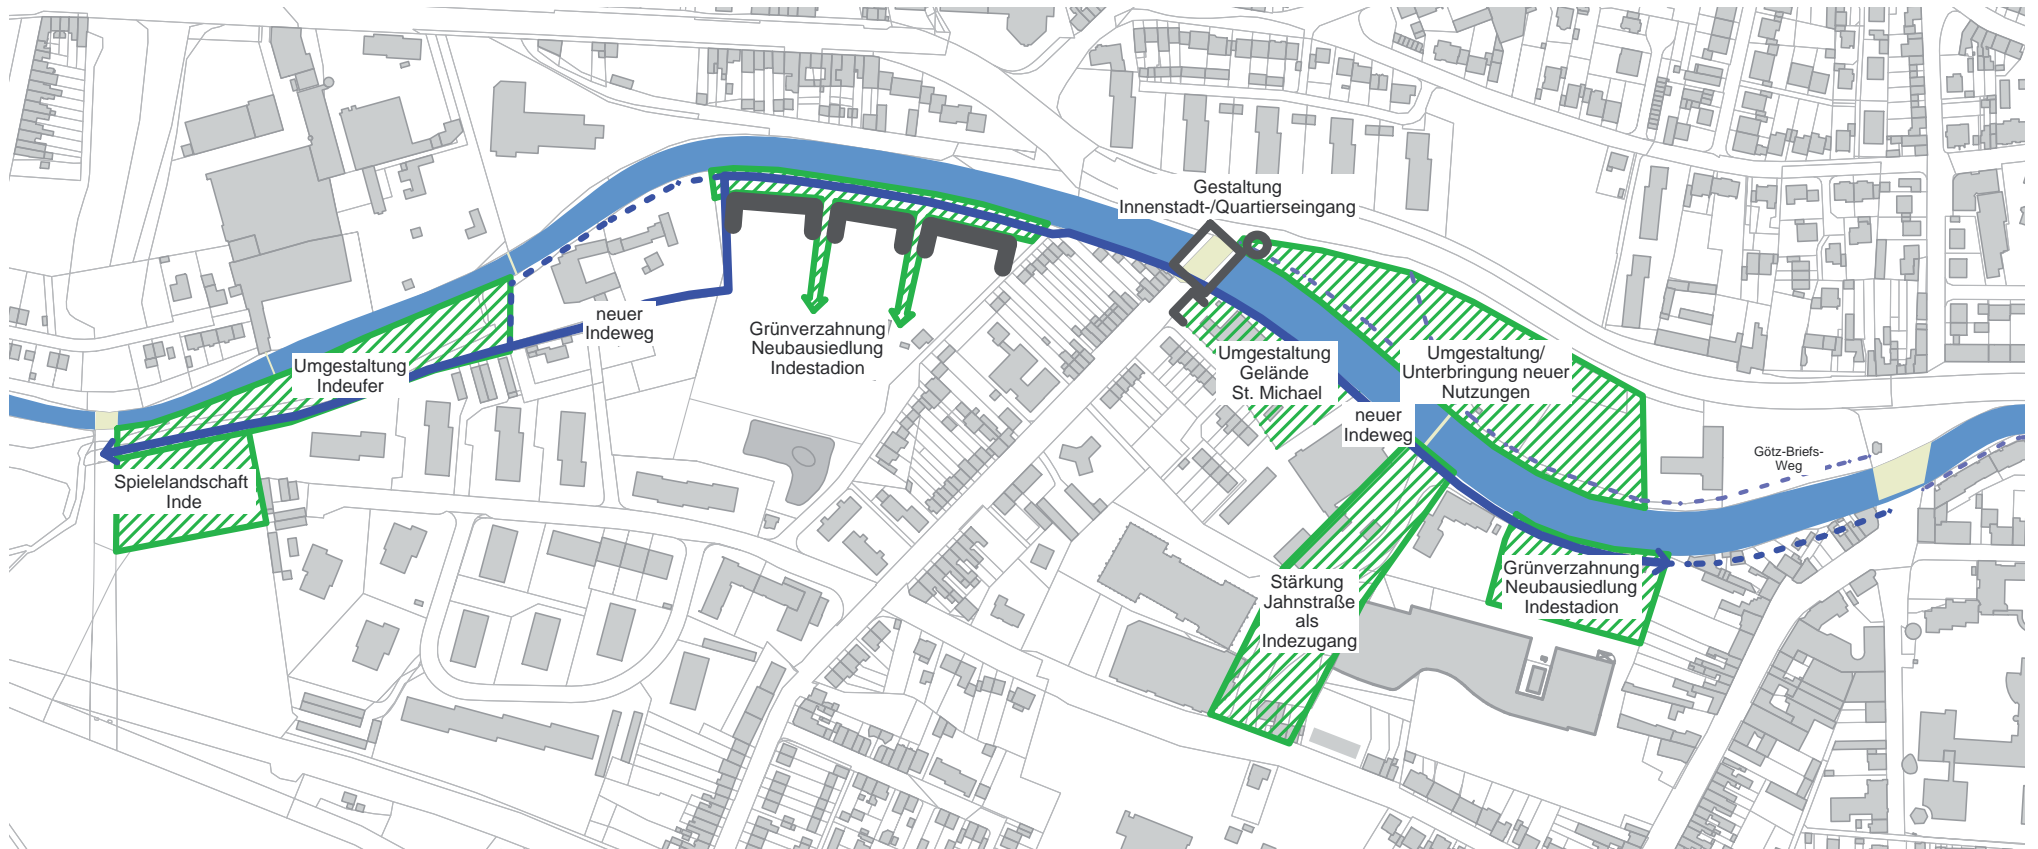 Gestaltung
Innenstadt-/Quartierseingang
neuer
Indeweg
Grünverzahnung
Neubausiedlung
Indestadion
Umgestaltung
Indeufer
Umgestaltung
Gelände
St. Michael
Umgestaltung/
Unterbringung neuer
Nutzungen
neuer
Indeweg
Götz-Briefs-
Weg
Spielelandschaft
Inde
Stärkung
Jahnstraße
als
Indezugang
Grünverzahnung
Neubausiedlung
Indestadion